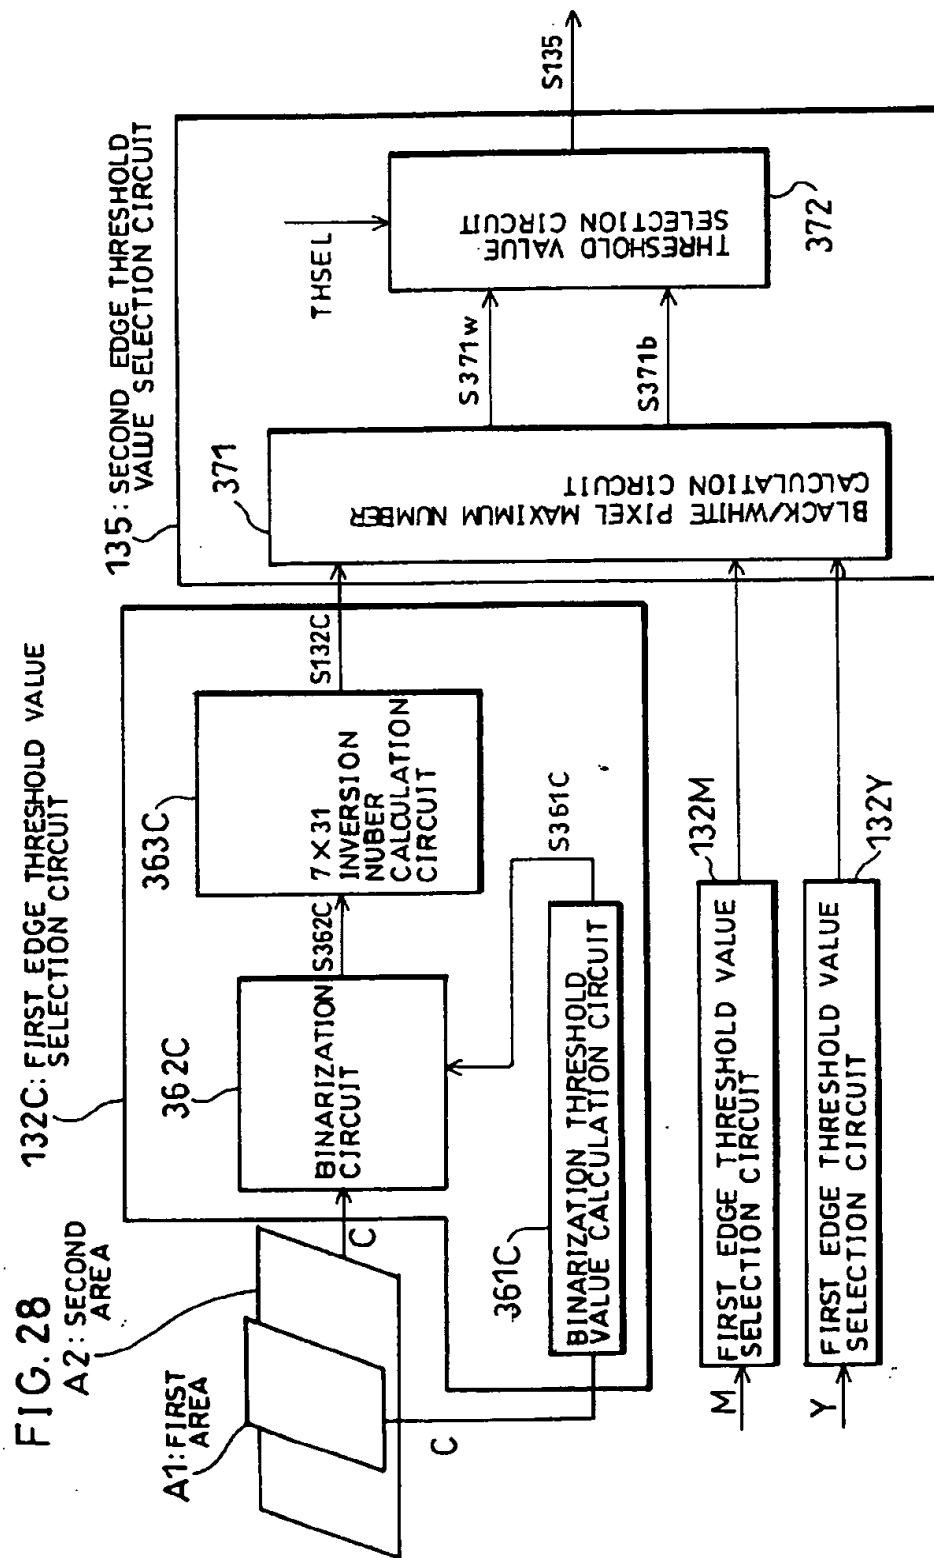 FIG. 28
132C: FIRST EDGE THRESHOLD VALUE
SELECTION CIRCUIT
135: SECOND EDGE THRESHOLD
VALUE SELECTION CIRCUIT
A2: SECOND
AREA
A1: FIRST
AREA
C
C
362C
BINARIZATION
CIRCUIT
S362C
363C
7×31
INVERSION
NUBER
CALCULATION
CIRCUIT
S132C
361C
BINARIZATION THRESHOLD
VALUE CALCULATION CIRCUIT
S361C
371
BLACK/WHITE PIXEL MAXIMUM NUMBER
CALCULATION CIRCUIT
S371w
S371b
THSEL
THRESHOLD VALUE
SELECTION CIRCUIT
372
S135
M
FIRST EDGE THRESHOLD VALUE
SELECTION CIRCUIT
132M
Y
FIRST EDGE THRESHOLD VALUE
SELECTION CIRCUIT
132Y